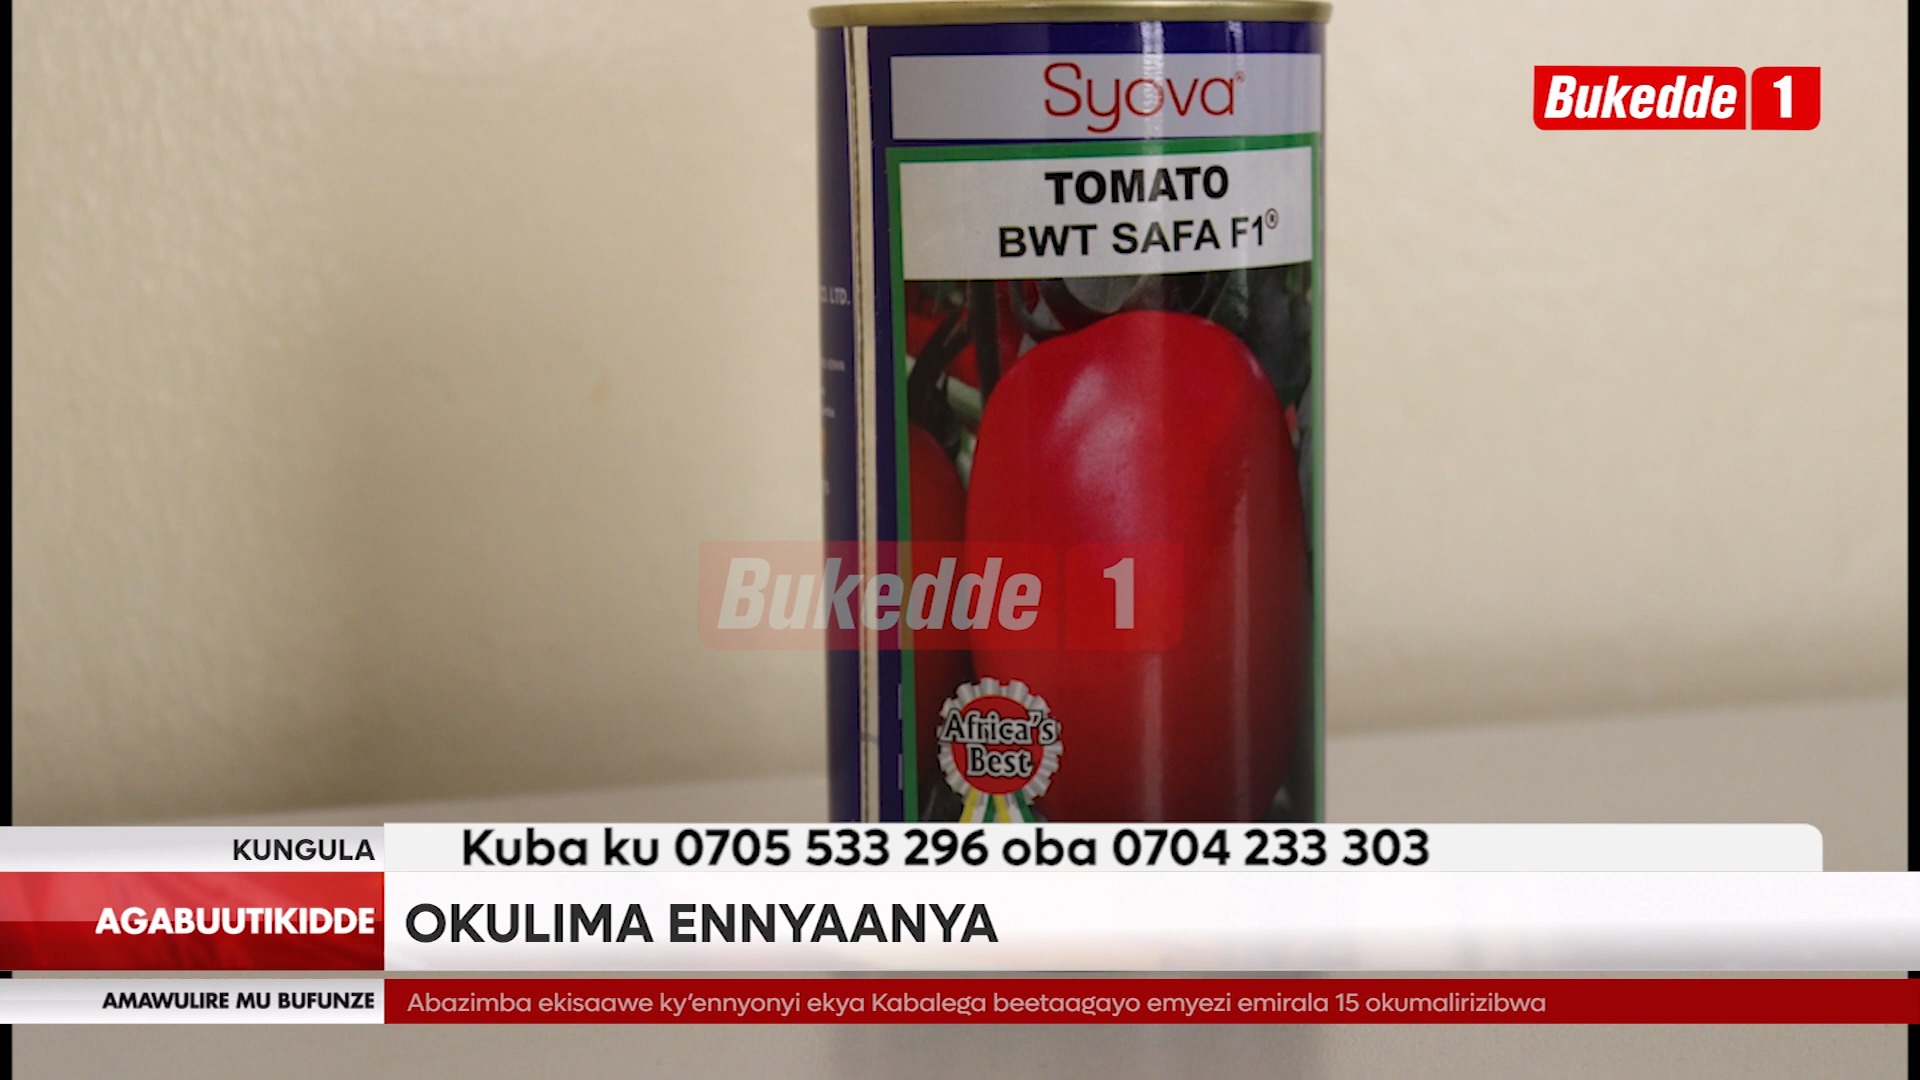 Syova®
Bukedde 1
TOMATO
BWT SAFA F1®
LTD.
Bukedde 1
Africa's
Best
KUNGULA
Kuba ku 0705 533 296 oba 0704 233 303
AGABUUTIKIDDE
OKULIMA ENNYAANYA
AMAWULIRE MU BUFUNZE
Abazimba ekisaawe ky'ennyonyi ekya Kabalega beetaagayo emyezi emirala 15 okumalirizibwa